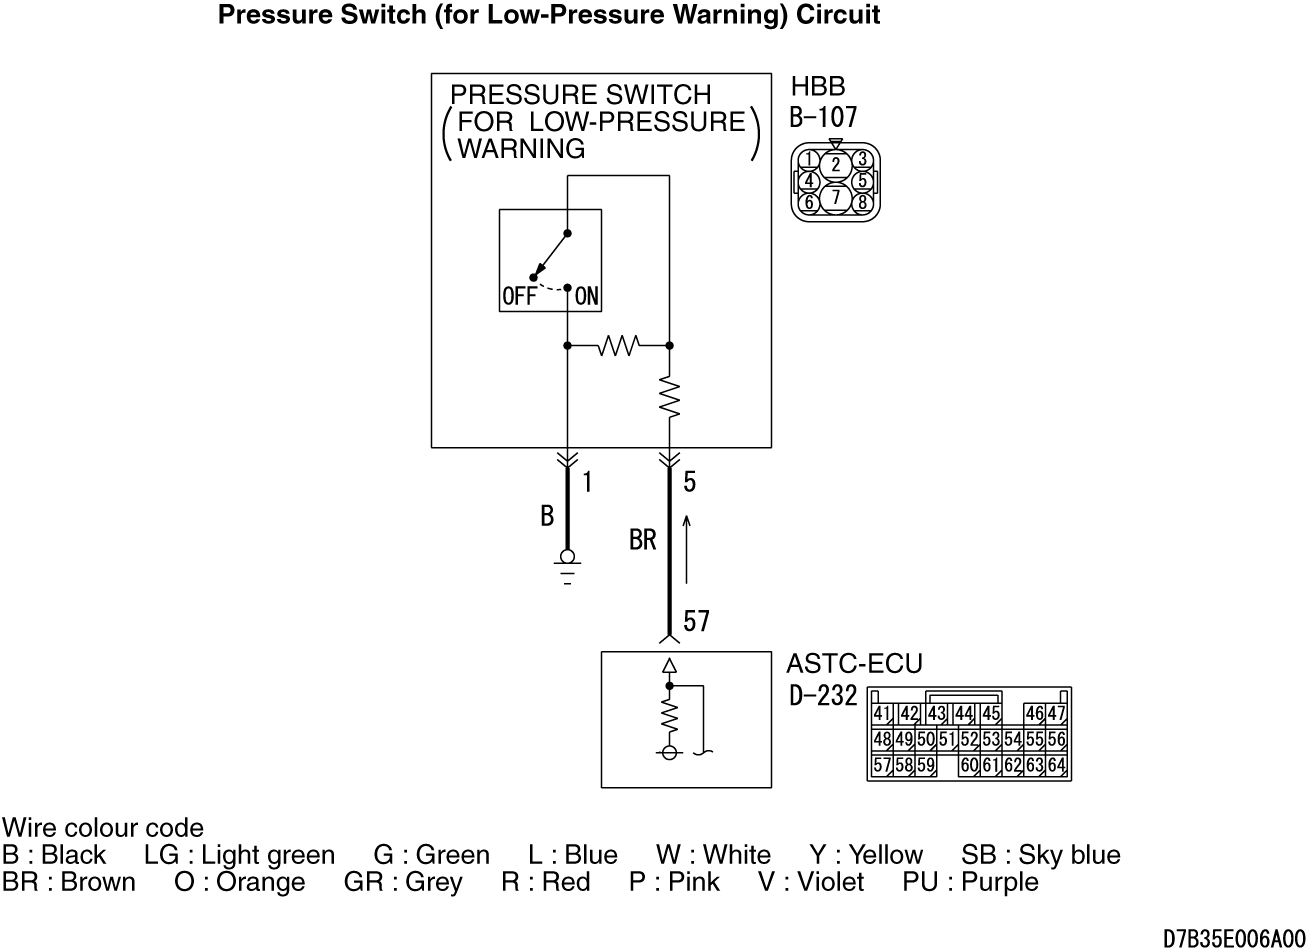 Pressure Switch (for Low-Pressure Warning) Circuit
PRESSURE SWITCH
(FOR LOW-PRESSURE
WARNING)
HBB
B-107
1 2 3
4 5
6 7 8
OFF ON
1
5
B
BR
57
ASTC-ECU
D-232
41 42 43 44 45 46 47
48 49 50 51 52 53 54 55 56
57 58 59 60 61 62 63 64
Wire colour code
B : Black LG : Light green G : Green L : Blue W : White Y : Yellow SB : Sky blue
BR : Brown O : Orange GR : Grey R : Red P : Pink V : Violet PU : Purple
D7B35E006A00